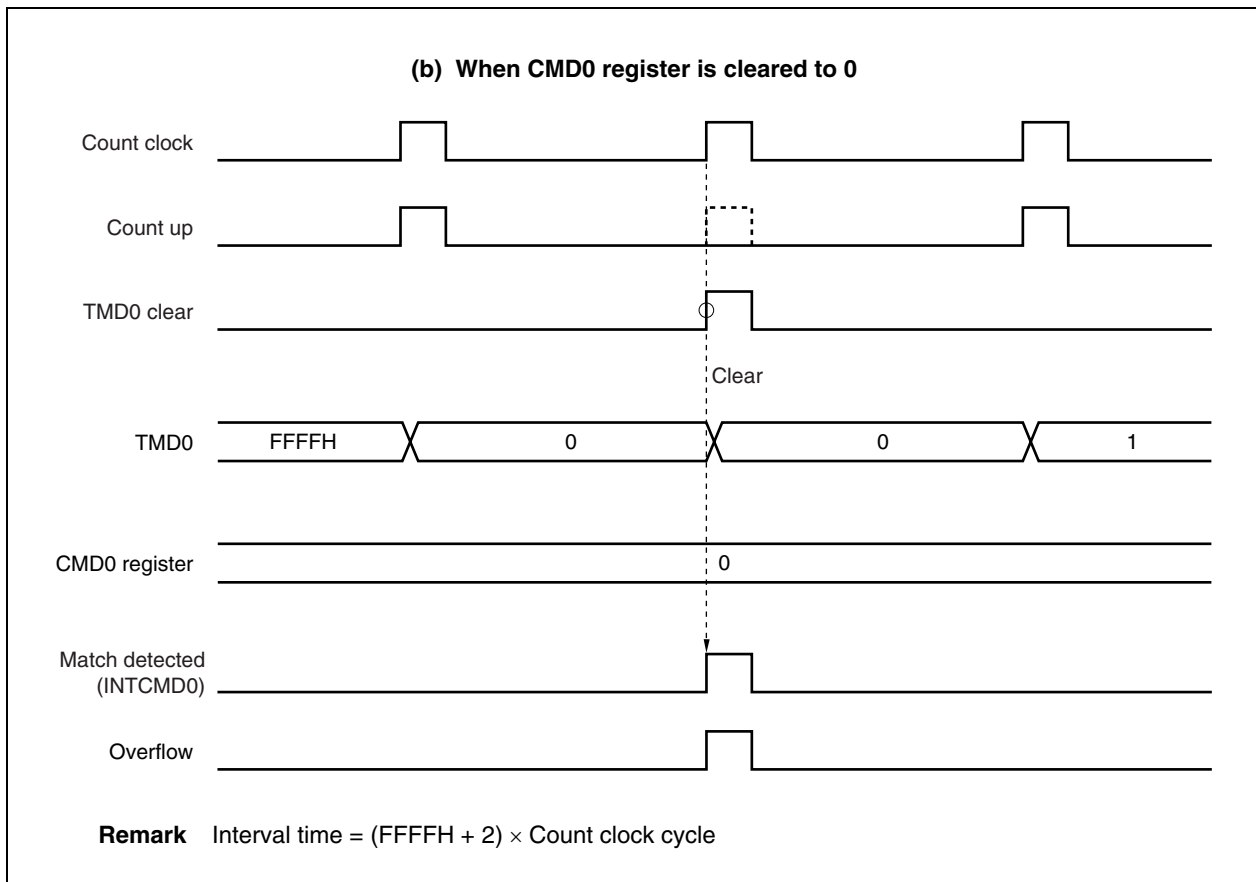 (b) When CMD0 register is cleared to 0
Count clock
Count up
TMD0 clear
Clear
TMD0 FFFFH 0 0 1
CMD0 register 0
Match detected
(INTCMD0)
Overflow
Remark Interval time = (FFFFH + 2) × Count clock cycle